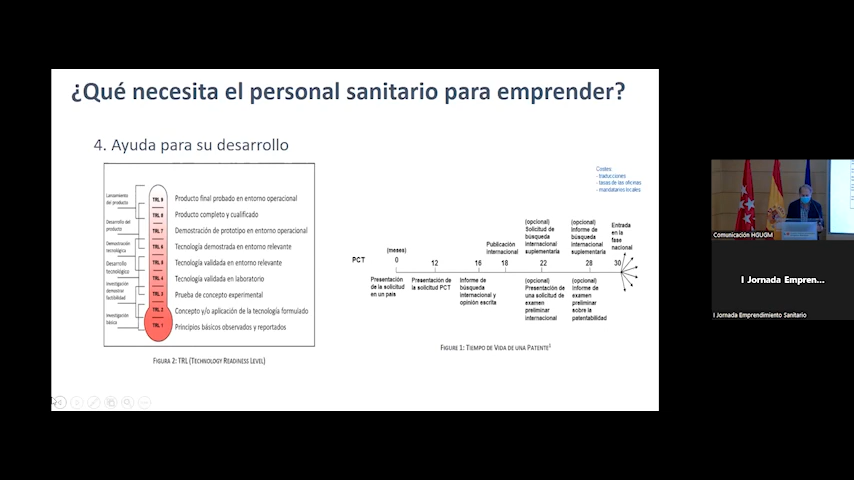 ¿Qué necesita el personal sanitario para emprender?
4. Ayuda para su desarrollo
Lanzamiento
del producto
Desarrollo del
producto
Demostración
tecnológica
Desarrollo
tecnológico
Investigación
demostrar
factibilidad
Investigación
básica
TRL 9
TRL 8
TRL 7
TRL 6
TRL 5
TRL 4
TRL 3
TRL 2
TRL 1
Producto final probado en entorno operacional
Producto completo y cualificado
Demostración de prototipo en entorno operacional
Tecnología demostrada en entorno relevante
Tecnología validada en entorno relevante
Tecnología validada en laboratorio
Prueba de concepto experimental
Concepto y/o aplicación de la tecnología formulado
Principios básicos observados y reportados
FIGURA 2: TRL (TECHNOLOGY READINESS LEVEL)
Costes:
- traducciones
- tasas de las oficinas
- mandatarios locales
(opcional)
Solicitud de
búsqueda
internacional
suplementaria
(opcional)
Informe de
búsqueda
internacional
suplementaria
Entrada
en la
fase
nacional
Publicación
internacional
(meses)
PCT
0
12
16
18
22
28
30
Presentación
de la solicitud
en un país
Presentación de
la solicitud PCT
Informe de
búsqueda
internacional y
opinión escrita
(opcional)
Presentación de
una solicitud de
examen
preliminar
internacional
(opcional)
Informe de
examen
preliminar
sobre la
patentabilidad
FIGURE 1: TIEMPO DE VIDA DE UNA PATENTE
Comunicación HGUGM
I Jornada Empren...
I Jornada Emprendimiento Sanitario